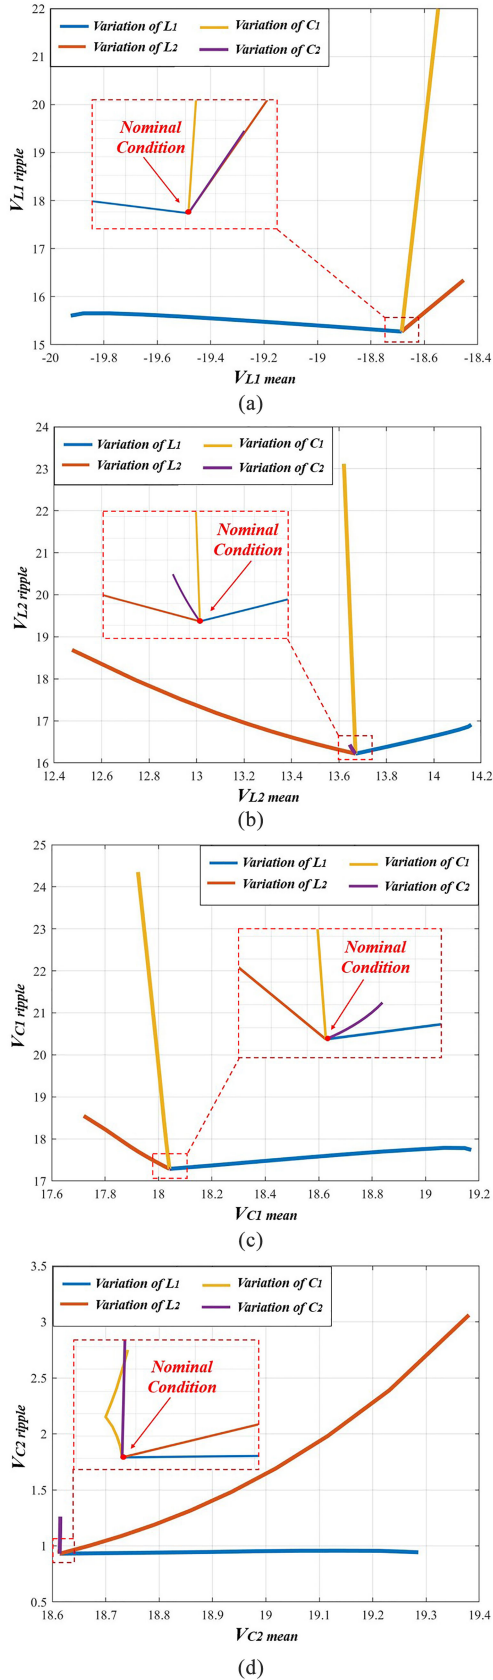 22
21
20
19
18
17
16
15
V_L1 ripple
Variation of L1
Variation of C1
Variation of L2
Variation of C2
Nominal
Condition
-20 -19.8 -19.6 -19.4 -19.2 -19 -18.8 -18.6 -18.4
V_L1 mean
(a)
24
23
22
21
20
19
18
17
16
V_L2 ripple
Variation of L1
Variation of C1
Variation of L2
Variation of C2
Nominal
Condition
12.4 12.6 12.8 13 13.2 13.4 13.6 13.8 14 14.2
V_L2 mean
(b)
25
24
23
22
21
20
19
18
17
V_C1 ripple
Variation of L1
Variation of C1
Variation of L2
Variation of C2
Nominal
Condition
17.6 17.8 18 18.2 18.4 18.6 18.8 19 19.2
V_C1 mean
(c)
3.5
3
2.5
2
1.5
1
0.5
V_C2 ripple
Variation of L1
Variation of C1
Variation of L2
Variation of C2
Nominal
Condition
18.6 18.7 18.8 18.9 19 19.1 19.2 19.3 19.4
V_C2 mean
(d)